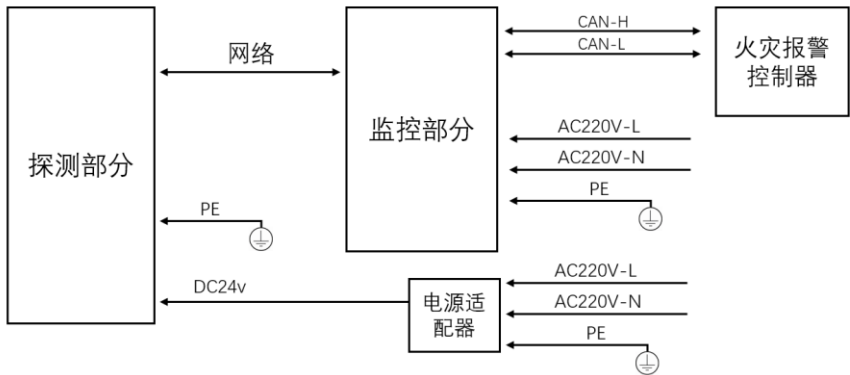 CAN-H
CAN-L
火灾报警
控制器
网络
监控部分
AC220V-L
AC220V-N
PE
探测部分
PE
DC24v
电源适
配器
AC220V-L
AC220V-N
PE